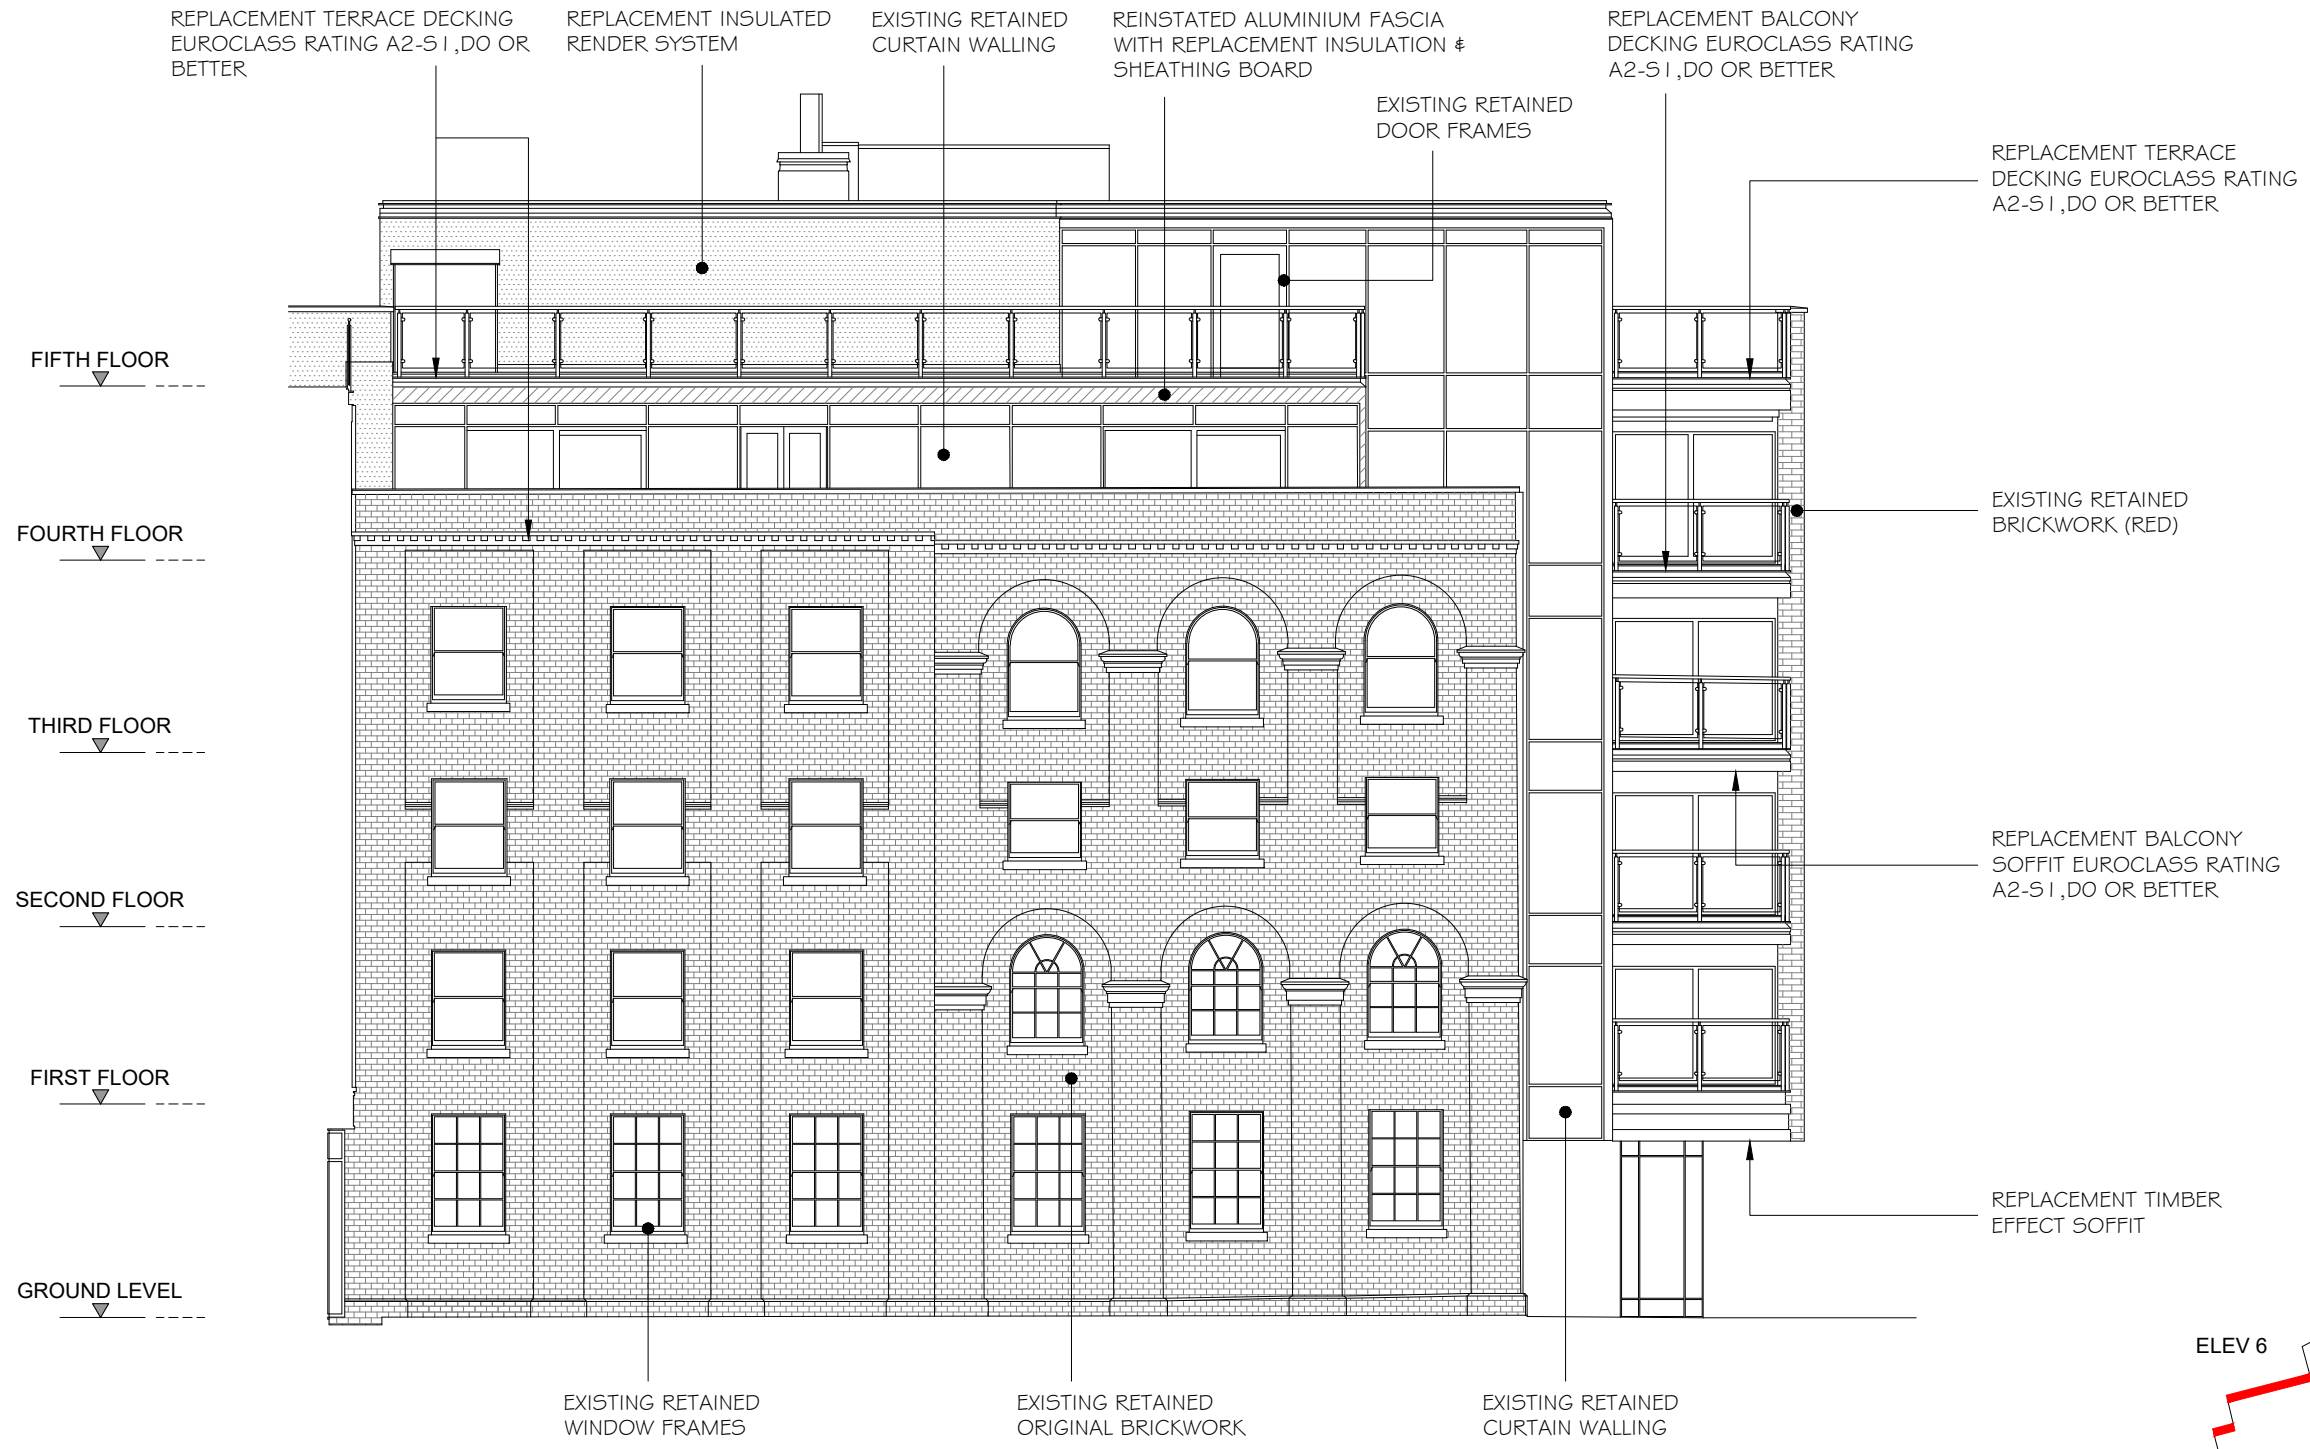 REPLACEMENT TERRACE DECKING
EUROCLASS RATING A2-S1,D0 OR
BETTER
REPLACEMENT INSULATED
RENDER SYSTEM
EXISTING RETAINED
CURTAIN WALLING
REINSTATED ALUMINIUM FASCIA
WITH REPLACEMENT INSULATION &
SHEATHING BOARD
REPLACEMENT BALCONY
DECKING EUROCLASS RATING
A2-S1,D0 OR BETTER
EXISTING RETAINED
DOOR FRAMES
REPLACEMENT TERRACE
DECKING EUROCLASS RATING
A2-S1,D0 OR BETTER
FIFTH FLOOR
EXISTING RETAINED
BRICKWORK (RED)
FOURTH FLOOR
THIRD FLOOR
REPLACEMENT BALCONY
SOFFIT EUROCLASS RATING
A2-S1,D0 OR BETTER
SECOND FLOOR
FIRST FLOOR
REPLACEMENT TIMBER
EFFECT SOFFIT
GROUND LEVEL
ELEV 6
EXISTING RETAINED
WINDOW FRAMES
EXISTING RETAINED
ORIGINAL BRICKWORK
EXISTING RETAINED
CURTAIN WALLING